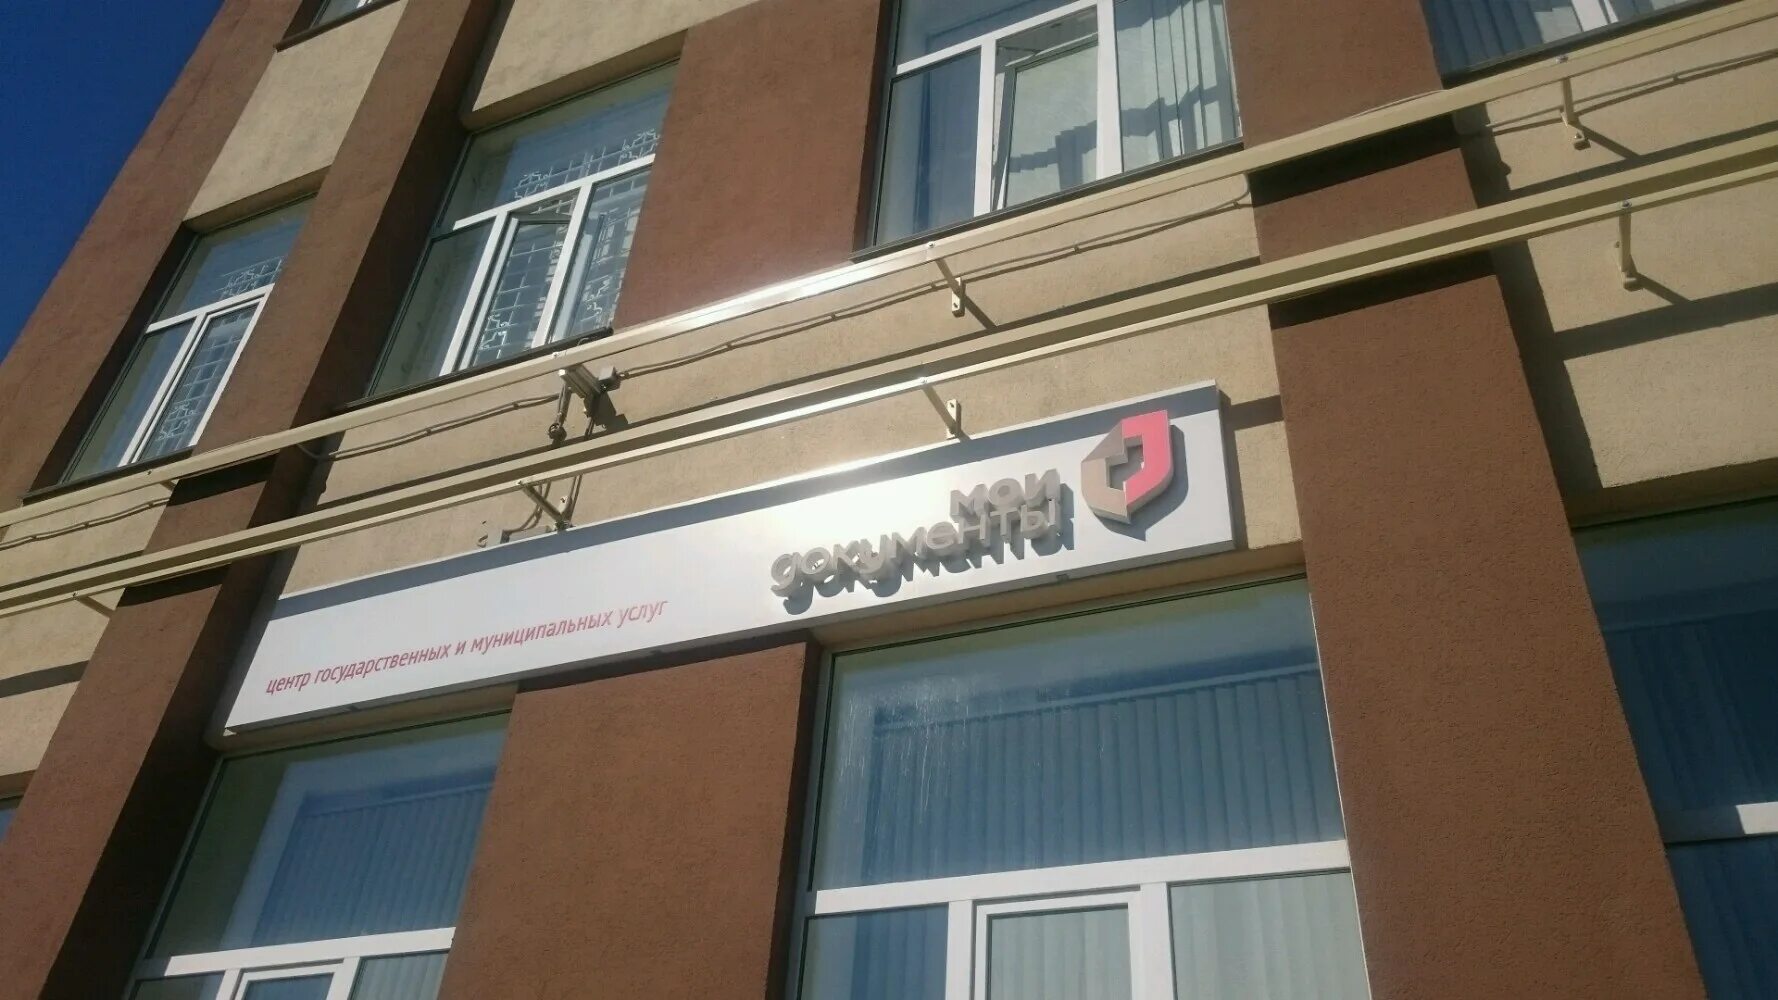 мои
документы
центр государственных и муниципальных услуг